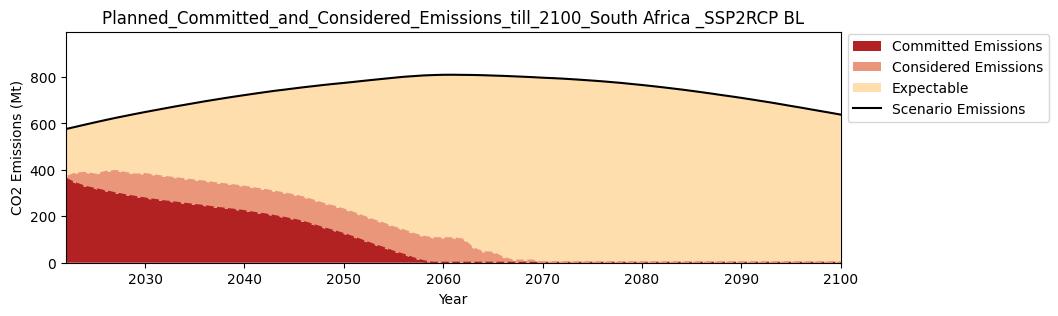 Planned_Committed_and_Considered_Emissions_till_2100_South Africa _SSP2RCP BL
Committed Emissions
Considered Emissions
Expectable
Scenario Emissions
CO2 Emissions (Mt)
800
600
400
200
0
2030 2040 2050 2060 2070 2080 2090 2100
Year